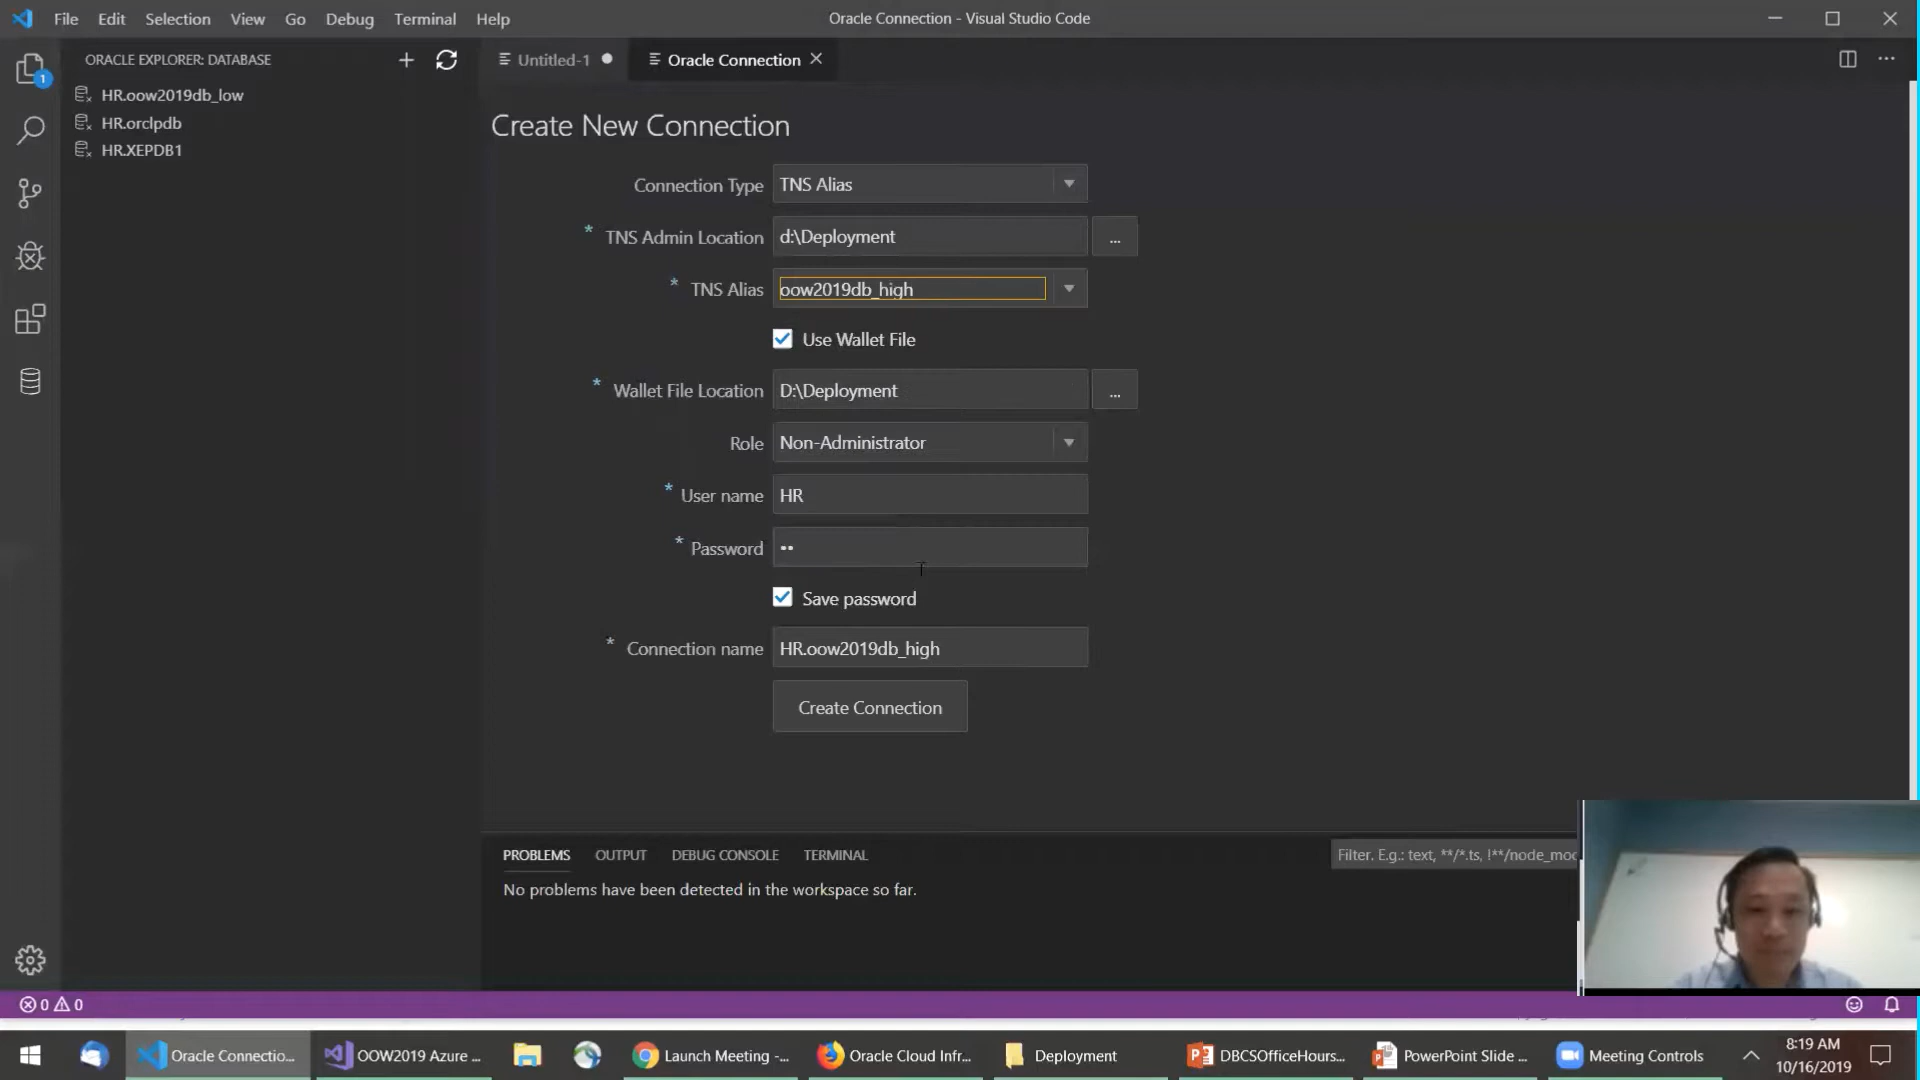 File Edit Selection View Go Debug Terminal Help
Oracle Connection - Visual Studio Code
ORACLE EXPLORER: DATABASE
Untitled-1
Oracle Connection
1
HR.oow2019db_low
HR.orclpdb
HR.XEPDB1
Create New Connection
Connection Type TNS Alias
* TNS Admin Location d:\Deployment ...
* TNS Alias oow2019db_high
Use Wallet File
* Wallet File Location D:\Deployment ...
Role Non-Administrator
* User name HR
* Password ••
Save password
* Connection name HR.oow2019db_high
Create Connection
PROBLEMS OUTPUT DEBUG CONSOLE TERMINAL
Filter. E.g.: text, **/*.ts, !**/node_moc
No problems have been detected in the workspace so far.
0 0
Oracle Connectio...
OOW2019 Azure ...
Launch Meeting -...
Oracle Cloud Infr...
Deployment
DBCSOfficeHours...
PowerPoint Slide ...
Meeting Controls
8:19 AM
10/16/2019